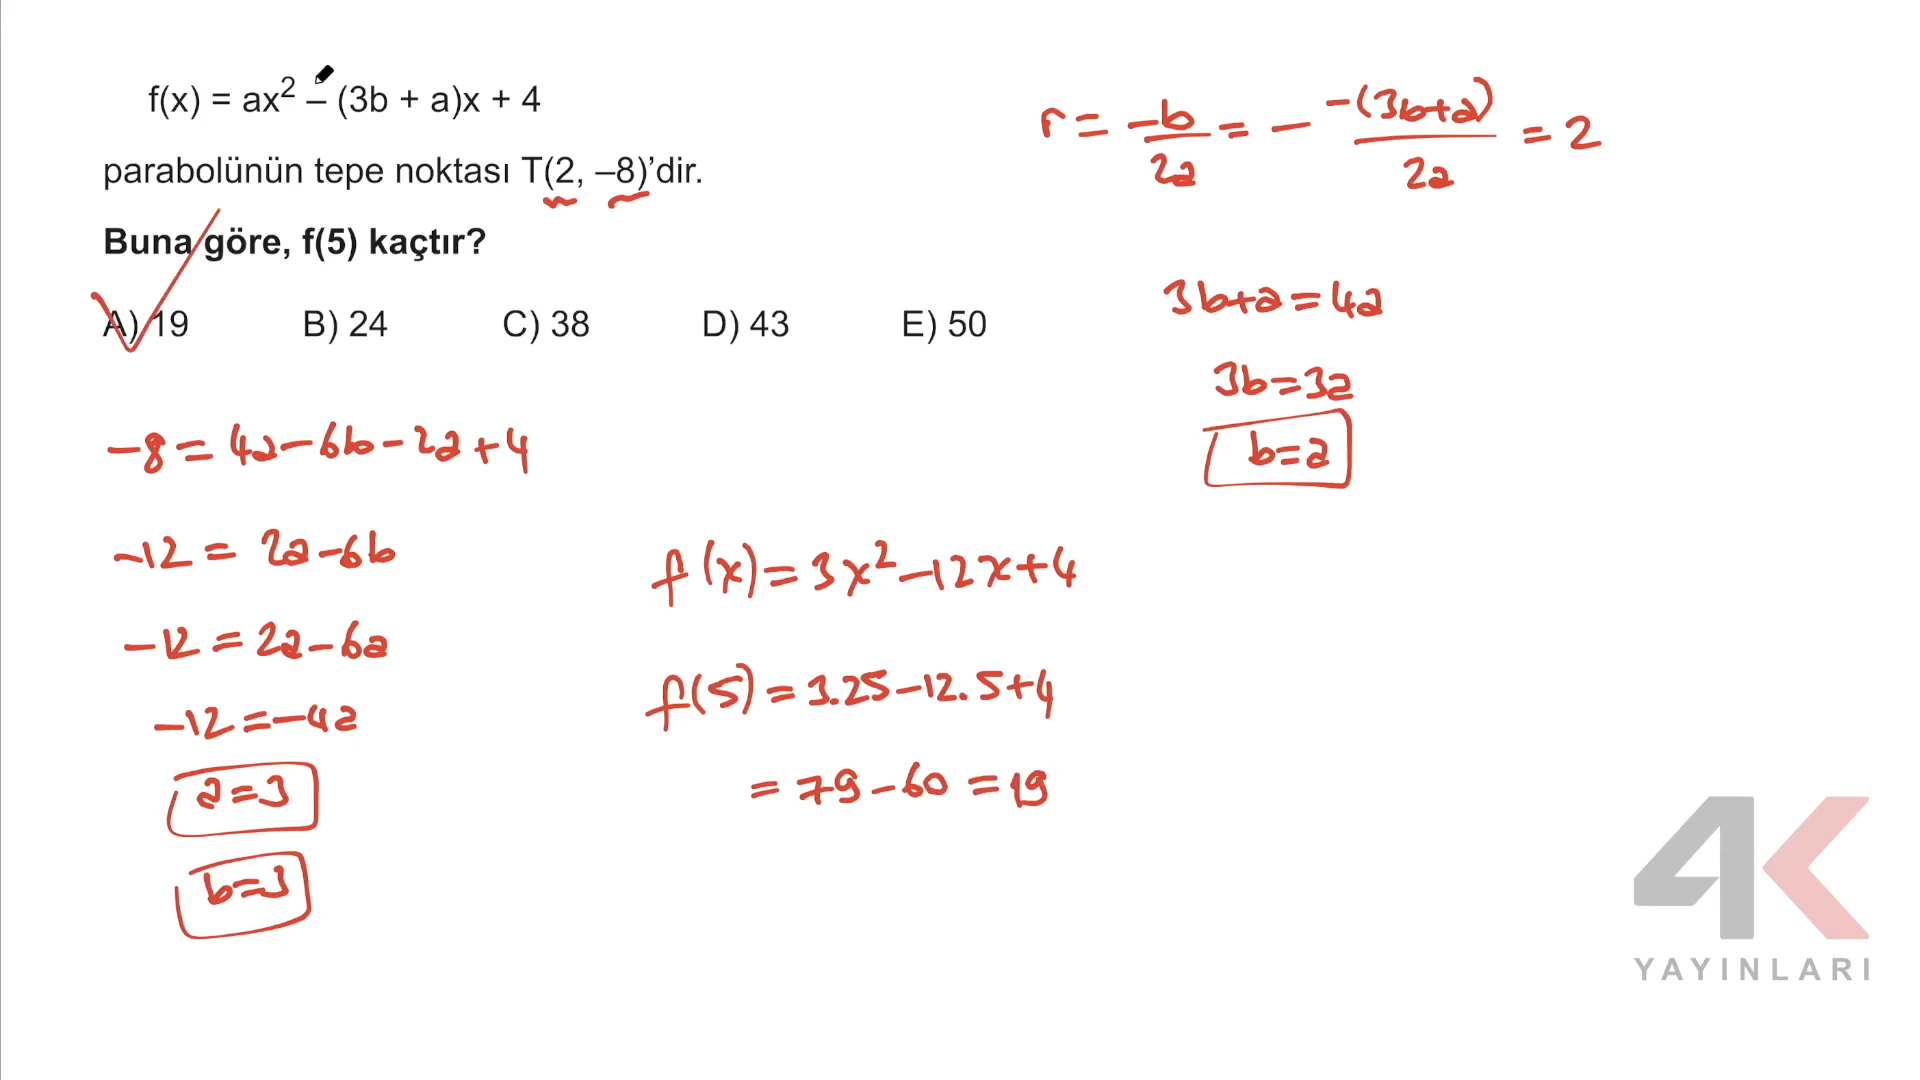 f(x) = ax² – (3b + a)x + 4
parabolünün tepe noktası T(2, –8)'dir.
Buna göre, f(5) kaçtır?
A) 19 B) 24 C) 38 D) 43 E) 50
r = -b/2a = - -(3b+a)/2a = 2
3b+a=4a
3b=3a
b=a
-8=4a-6b-2a+4
-12= 2a-6b
-12=2a-6a
-12=-4a
a=3
b=3
f(x)=3x²-12x+4
f(5)=3.25-12.5+4
=79-60=19
4K
YAYINLARI